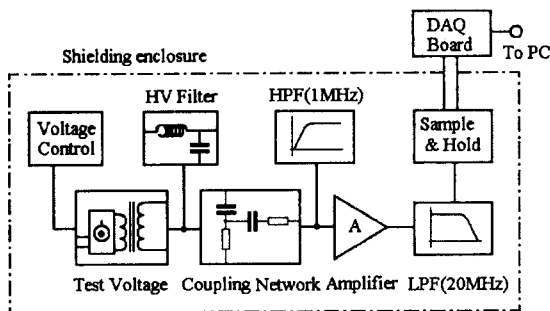 DAQ
Board
To PC
Shielding enclosure
HV Filter
HPF(1MHz)
Voltage
Control
Sample
& Hold
A
Test Voltage
Coupling Network
Amplifier
LPF(20MHz)